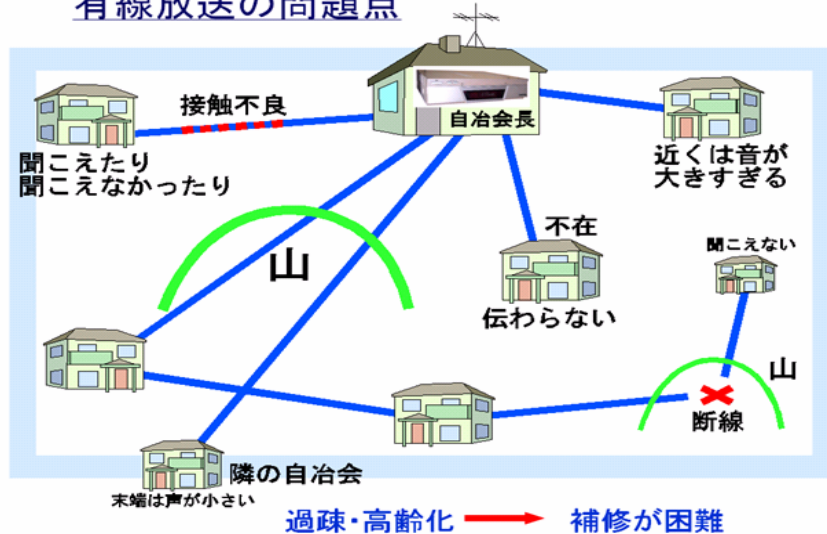 有線放送の問題点
接触不良
自冶会長
聞こえたり
聞こえなかったり
近くは音が
大きすぎる
山
不在
伝わらない
聞こえない
山
断線
隣の自冶会
末端は声が小さい
過疎・高齢化
補修が困難